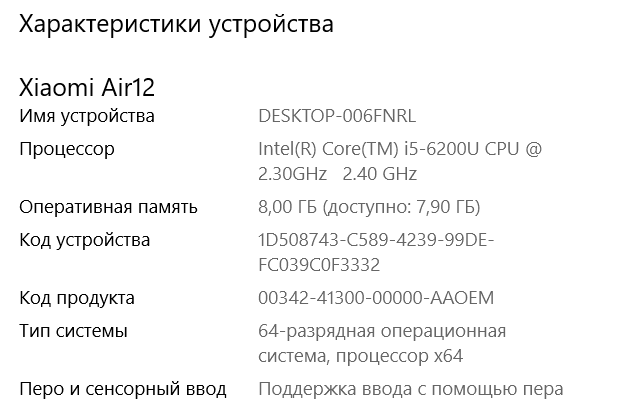 Характеристики устройства
Xiaomi Air12
Имя устройства DESKTOP-006FNRL
Процессор Intel(R) Core(TM) i5-6200U CPU @
2.30GHz 2.40 GHz
Оперативная память 8,00 ГБ (доступно: 7,90 ГБ)
Код устройства 1D508743-C589-4239-99DE-
FC039C0F3332
Код продукта 00342-41300-00000-AAOEM
Тип системы 64-разрядная операционная
система, процессор x64
Перо и сенсорный ввод Поддержка ввода с помощью пера